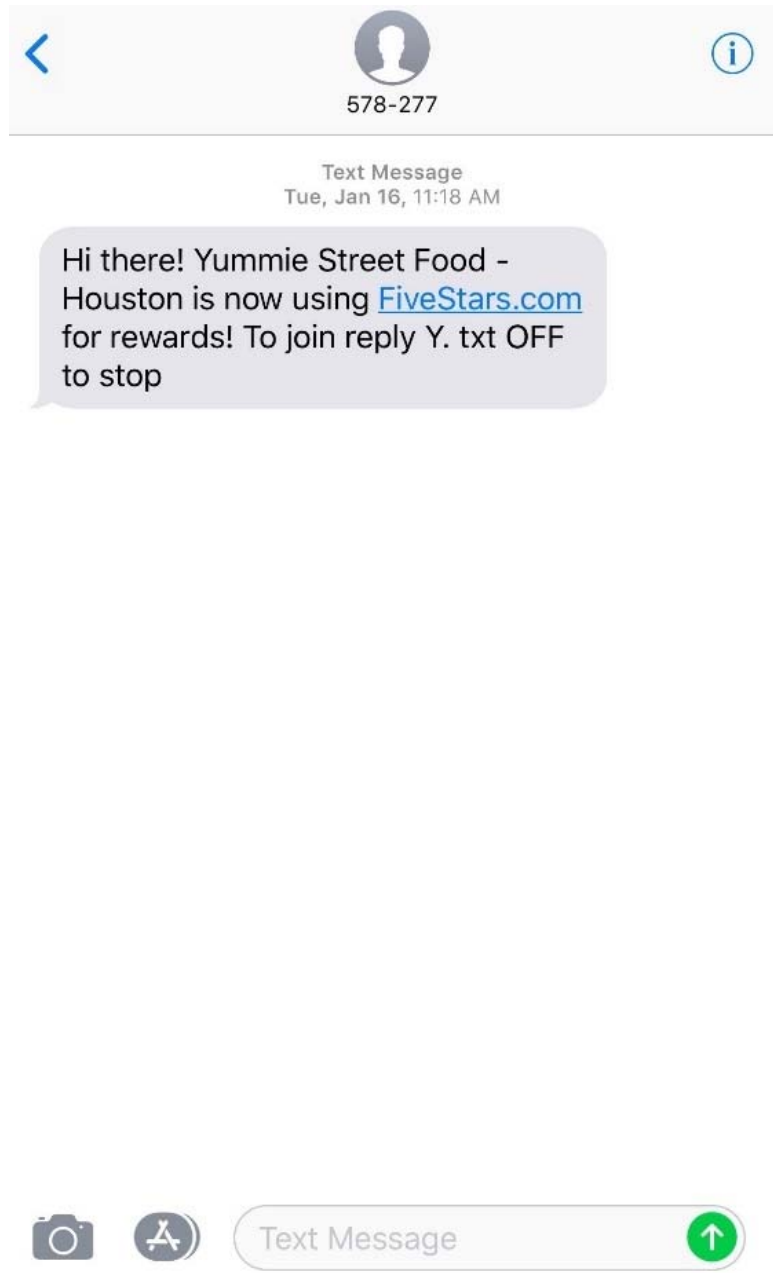 578-277
Text Message
Tue, Jan 16, 11:18 AM
Hi there! Yummie Street Food -
Houston is now using FiveStars.com
for rewards! To join reply Y. txt OFF
to stop
Text Message